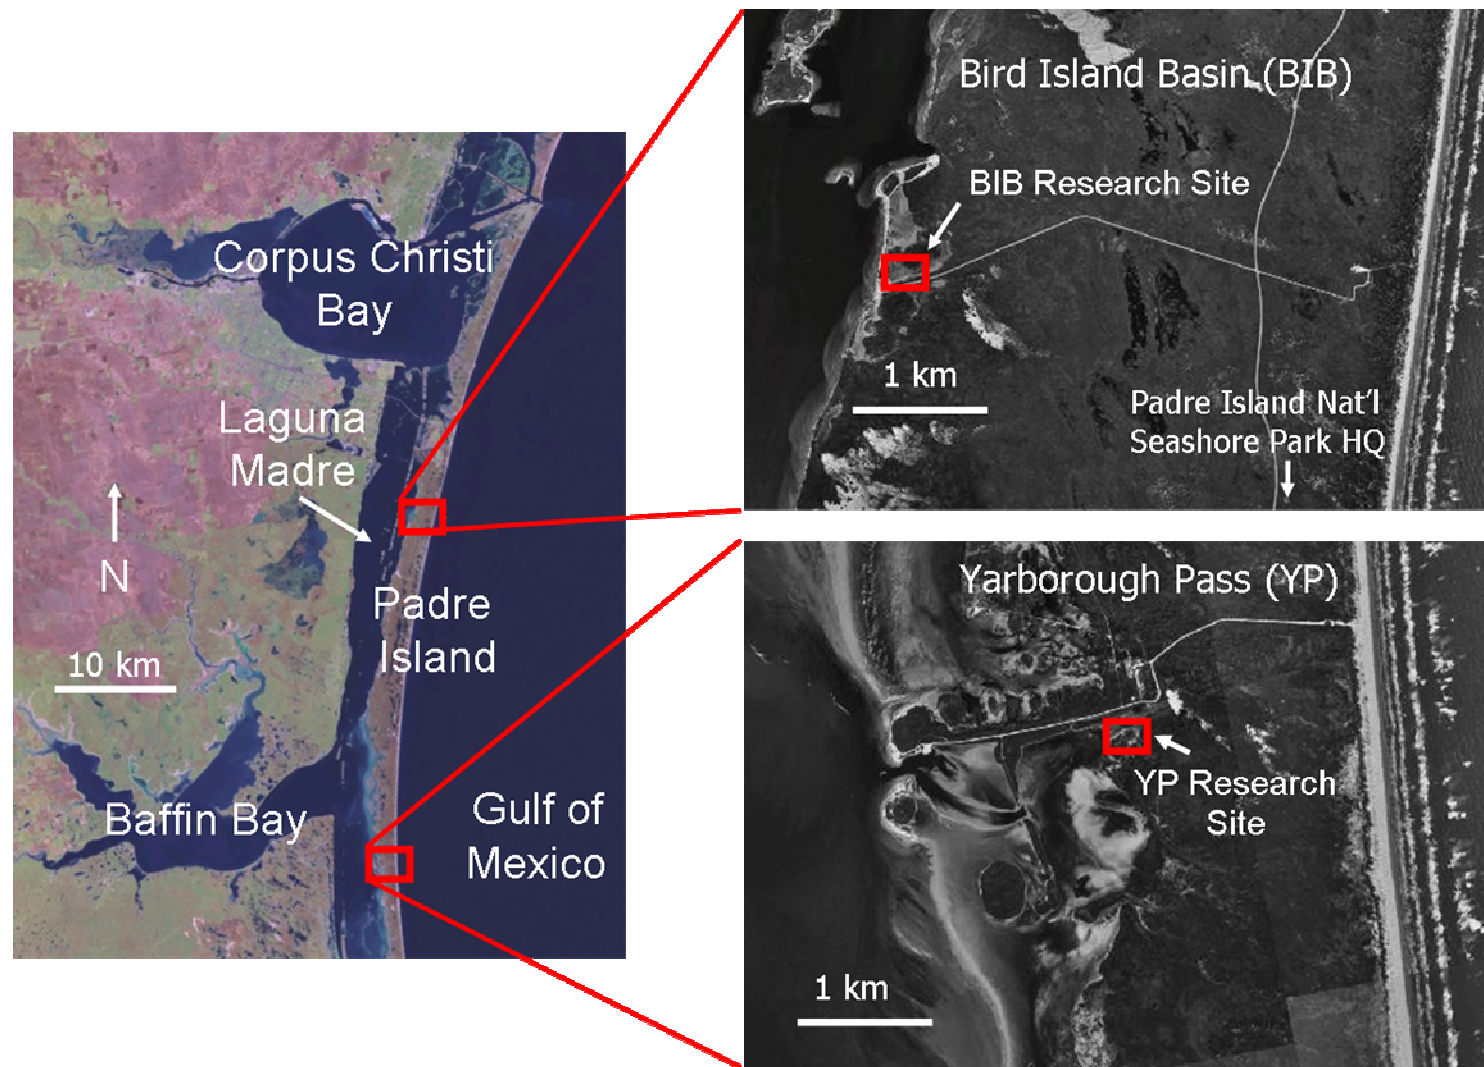 Corpus Christi
Bay
Laguna
Madre
N
Padre
Island
10 km
Baffin Bay
Gulf of
Mexico
Bird Island Basin (BIB)
BIB Research Site
1 km
Padre Island Nat'l
Seashore Park HQ
Yarborough Pass (YP)
YP Research
Site
1 km